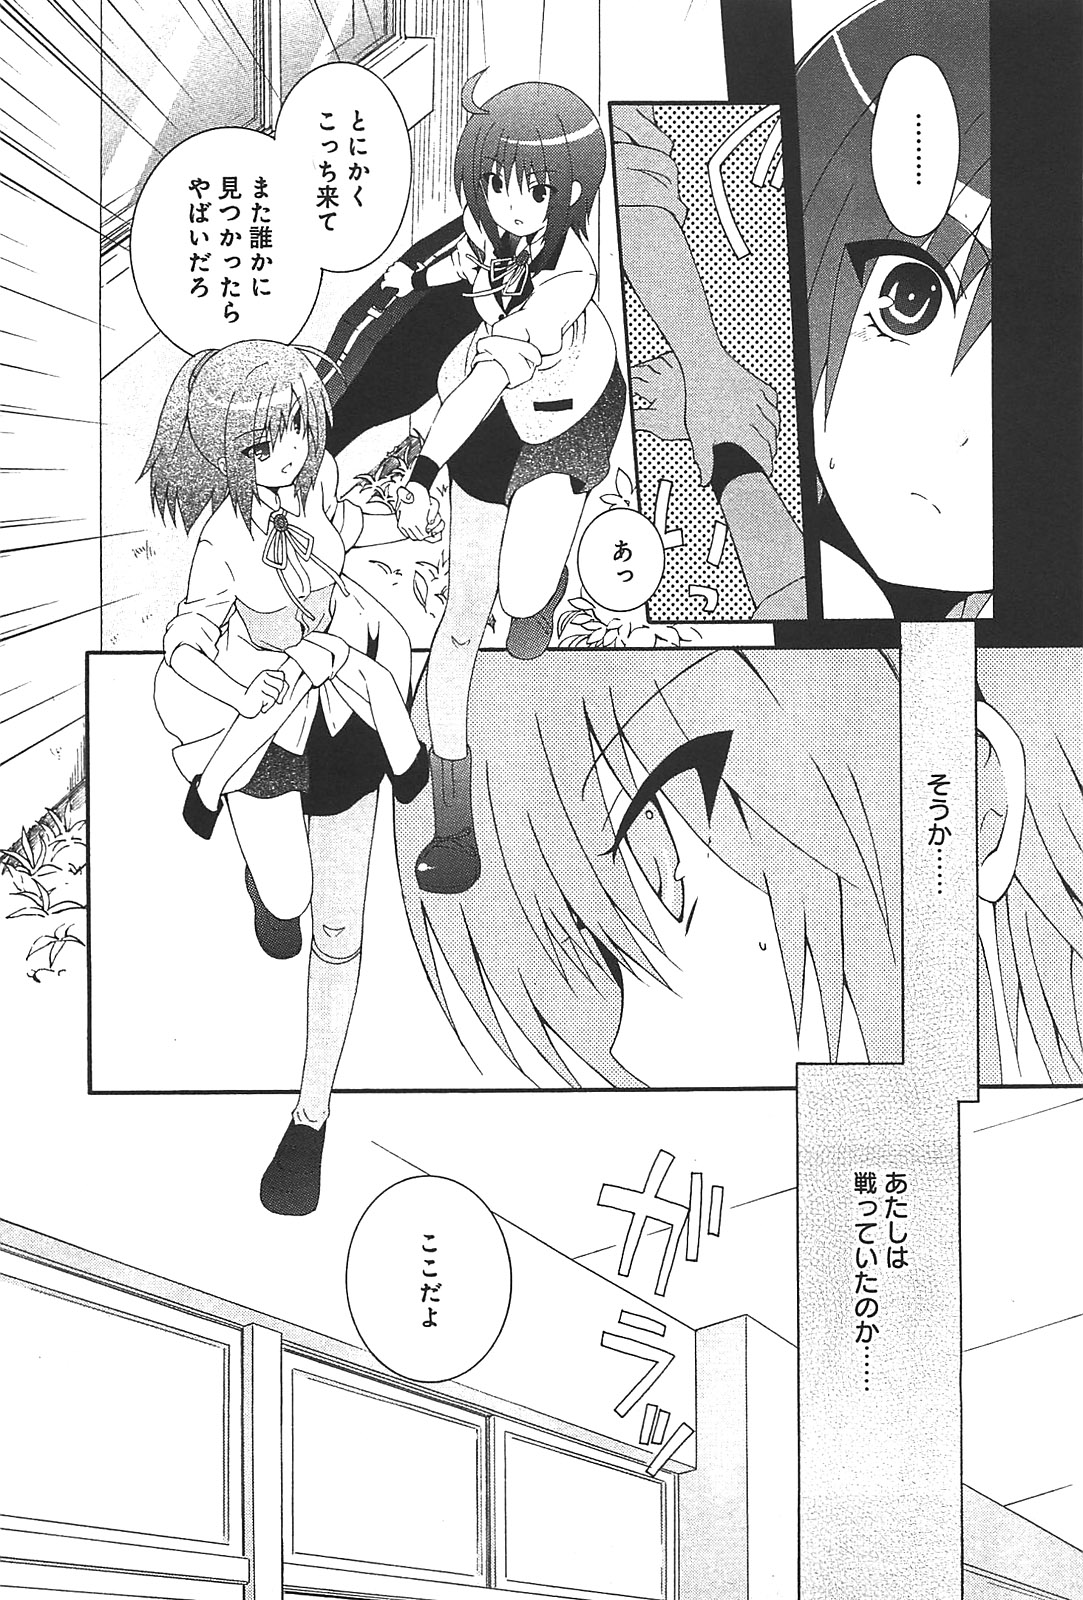 ………
ぐいっ
あっ
とにかく
こっち来て
また誰かに
見つかったら
やばいだろ
そうか……
あたしは
戦っていたのか……
ガラッ
ここだよ